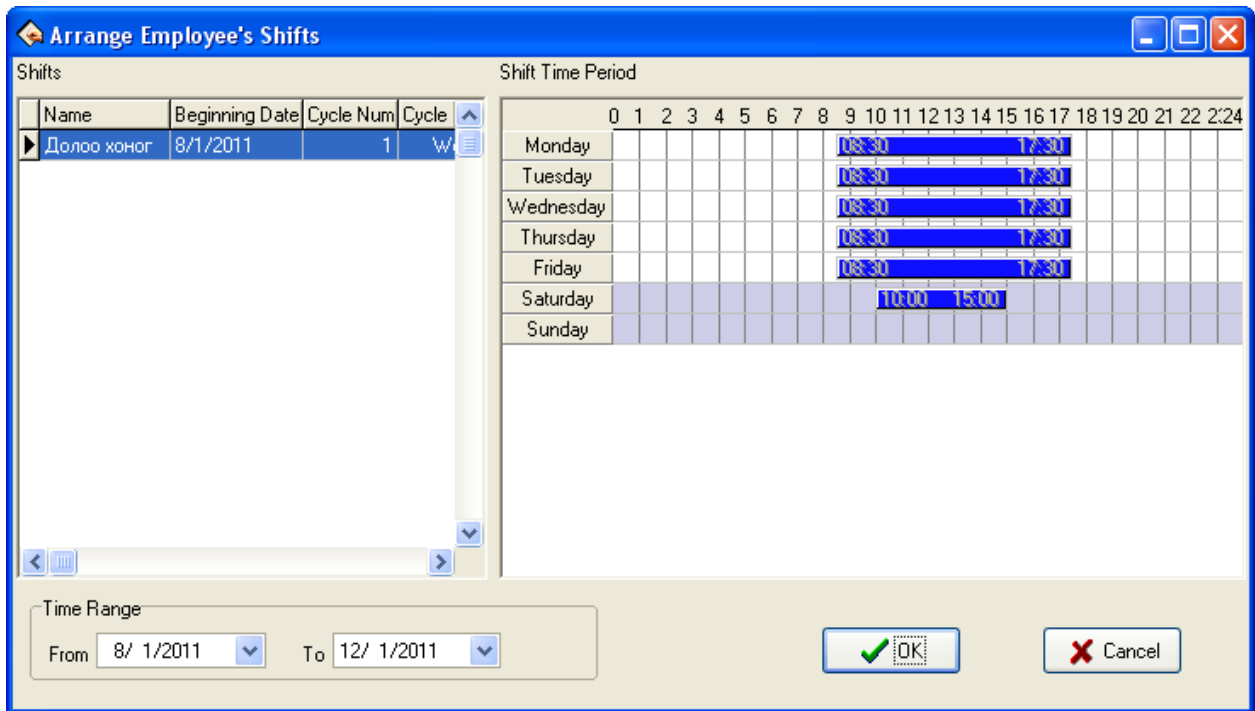 Arrange Employee's Shifts
Shifts
Shift Time Period
Name Beginning Date Cycle Num Cycle
Долоо хоног 8/1/2011 1
0 1 2 3 4 5 6 7 8 9 10 11 12 13 14 15 16 17 18 19 20 21 22 24
Monday 08:30 17:30
Tuesday 08:30 17:30
Wednesday 08:30 17:30
Thursday 08:30 17:30
Friday 08:30 17:30
Saturday 10:00 15:00
Sunday
Time Range
From 8/ 1/2011 To 12/ 1/2011
OK
Cancel